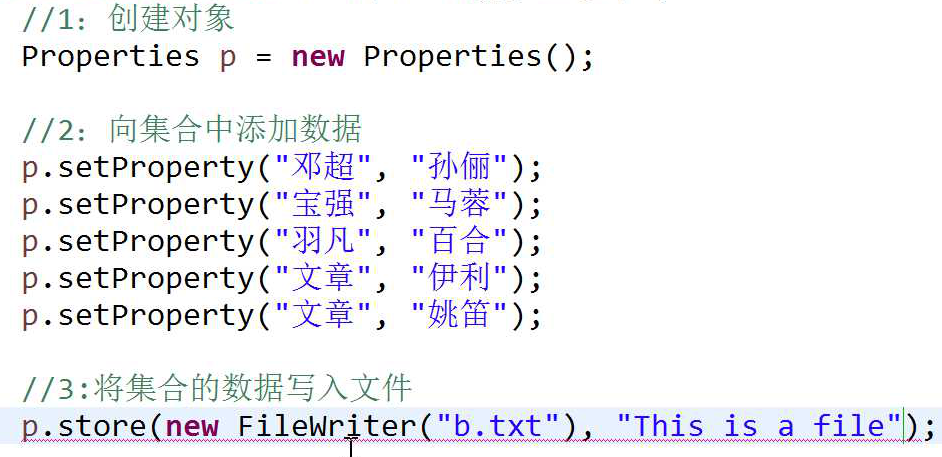 //1：创建对象
Properties p = new Properties();
//2：向集合中添加数据
p.setProperty("邓超", "孙俪");
p.setProperty("宝强", "马蓉");
p.setProperty("羽凡", "百合");
p.setProperty("文章", "伊利");
p.setProperty("文章", "姚笛");
//3:将集合的数据写入文件
p.store(new FileWriter("b.txt"), "This is a file");